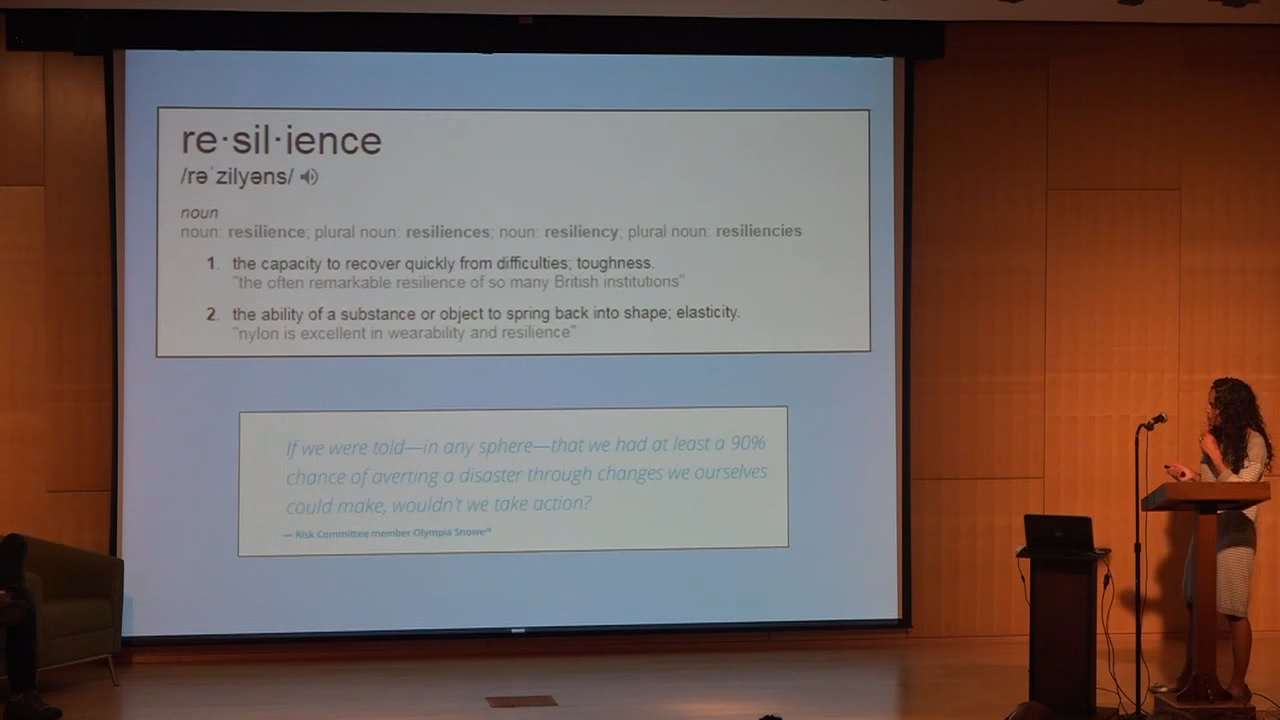 re·sil·ience
/rəˈzilyəns/
noun
noun: resilience; plural noun: resiliences; noun: resiliency; plural noun: resiliencies
1. the capacity to recover quickly from difficulties; toughness.
"the often remarkable resilience of so many British institutions"
2. the ability of a substance or object to spring back into shape; elasticity.
"nylon is excellent in wearability and resilience"
If we were told—in any sphere—that we had at least a 90%
chance of averting a disaster through changes we ourselves
could make, wouldn't we take action?
— Risk Committee member Olympia Snowe